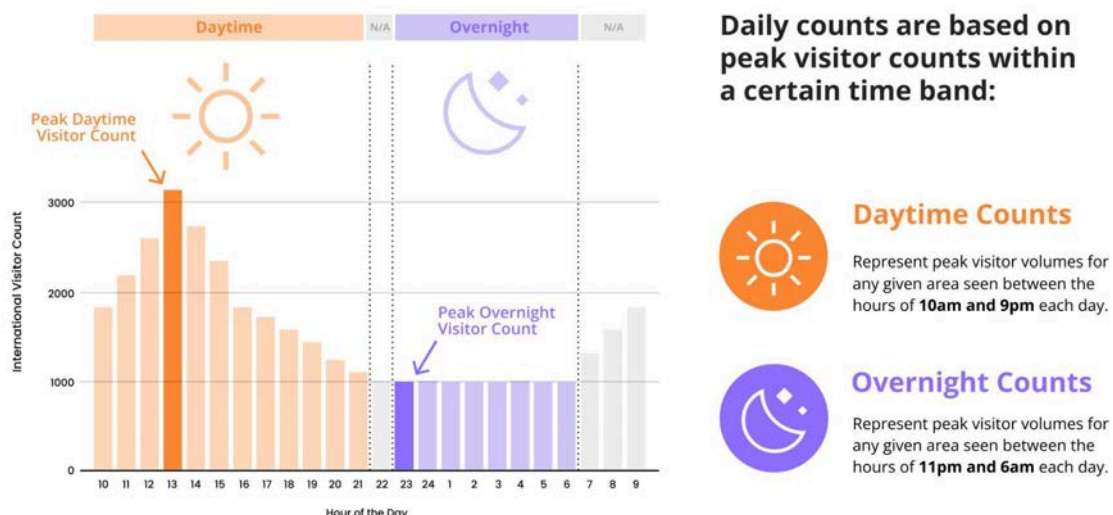 Daytime
N/A
Overnight
N/A
Peak Daytime
Visitor Count
Peak Overnight
Visitor Count
International Visitor Count
3000
2000
1000
0
10 11 12 13 14 15 16 17 18 19 20 21 22 23 24 1 2 3 4 5 6 7 8 9
Hour of the Day
Daily counts are based on
peak visitor counts within
a certain time band:
Daytime Counts
Represent peak visitor volumes for
any given area seen between the
hours of 10am and 9pm each day.
Overnight Counts
Represent peak visitor volumes for
any given area seen between the
hours of 11pm and 6am each day.